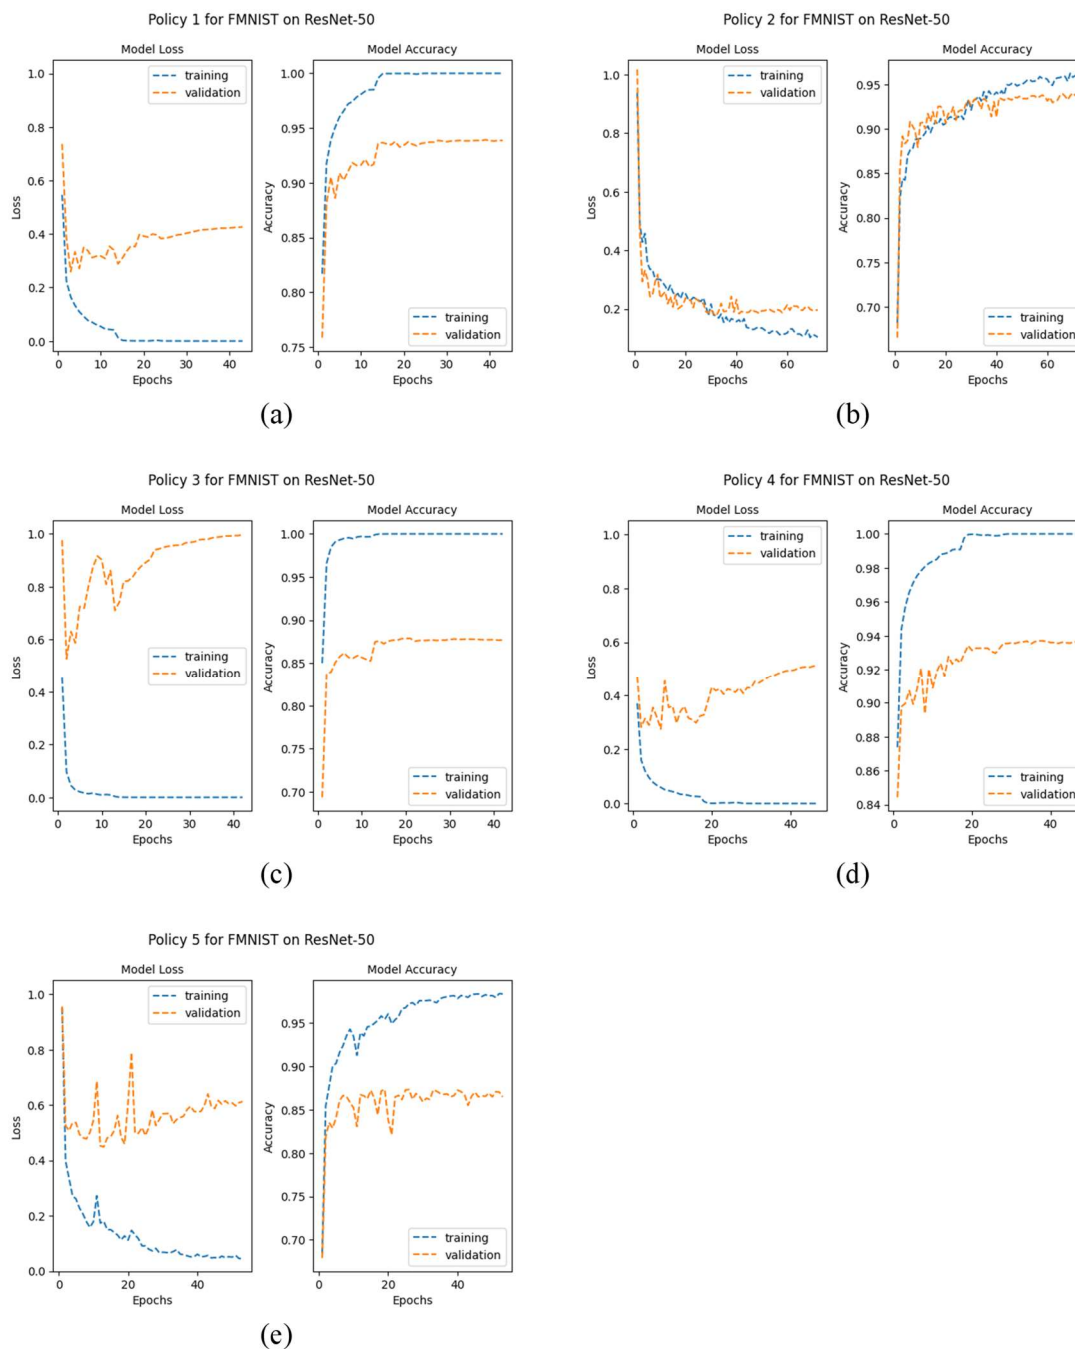 Policy 1 for FMNIST on ResNet-50
Model Loss
Model Accuracy
1.0
0.8
0.6
0.4
0.2
0.0
Loss
training
validation
0
10
20
30
40
Epochs
1.00
0.95
0.90
0.85
0.80
0.75
Accuracy
training
validation
0
10
20
30
40
Epochs
(a)
Policy 2 for FMNIST on ResNet-50
Model Loss
Model Accuracy
1.0
0.8
0.6
0.4
0.2
Loss
training
validation
0
20
40
60
Epochs
0.95
0.90
0.85
0.80
0.75
0.70
Accuracy
training
validation
0
20
40
60
Epochs
(b)
Policy 3 for FMNIST on ResNet-50
Model Loss
Model Accuracy
1.0
0.8
0.6
0.4
0.2
0.0
Loss
training
validation
0
10
20
30
40
Epochs
1.00
0.95
0.90
0.85
0.80
0.75
0.70
Accuracy
training
validation
0
10
20
30
40
Epochs
(c)
Policy 4 for FMNIST on ResNet-50
Model Loss
Model Accuracy
1.0
0.8
0.6
0.4
0.2
0.0
Loss
training
validation
0
20
40
Epochs
1.00
0.98
0.96
0.94
0.92
0.90
0.88
0.86
0.84
Accuracy
training
validation
0
20
40
Epochs
(d)
Policy 5 for FMNIST on ResNet-50
Model Loss
Model Accuracy
1.0
0.8
0.6
0.4
0.2
0.0
Loss
training
validation
0
20
40
Epochs
0.95
0.90
0.85
0.80
0.75
0.70
Accuracy
training
validation
0
20
40
Epochs
(e)